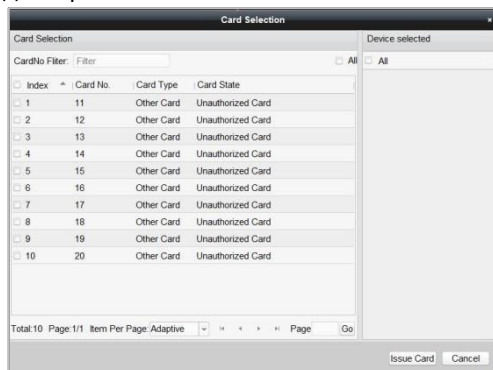 Card Selection
×
Card Selection
Device selected
CardNo Fliter: Filter
All
All
Index Card No. Card Type Card State
1 11 Other Card Unauthorized Card
2 12 Other Card Unauthorized Card
3 13 Other Card Unauthorized Card
4 14 Other Card Unauthorized Card
5 15 Other Card Unauthorized Card
6 16 Other Card Unauthorized Card
7 17 Other Card Unauthorized Card
8 18 Other Card Unauthorized Card
9 19 Other Card Unauthorized Card
10 20 Other Card Unauthorized Card
Total:10 Page:1/1 Item Per Page: Adaptive Page Go
Issue Card Cancel